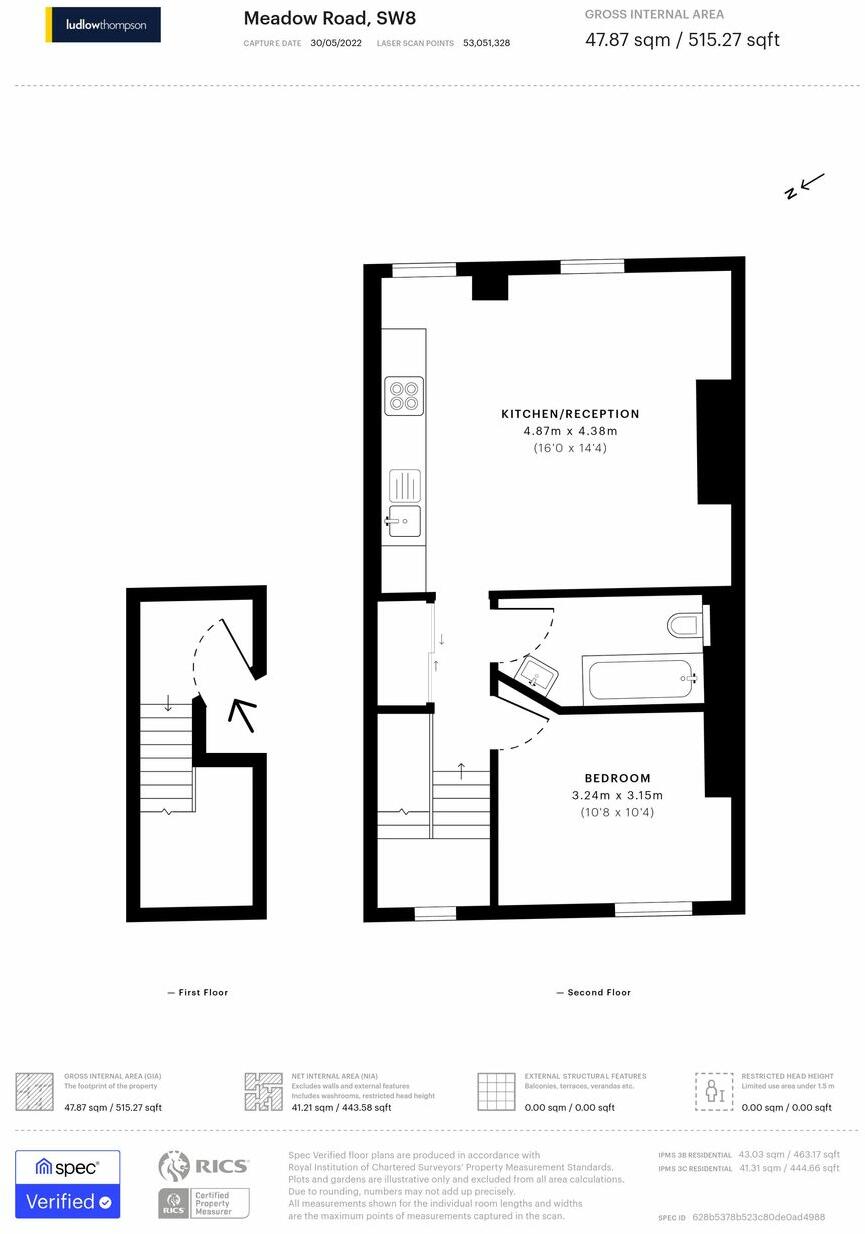 ludlowthompson
Meadow Road, SW8
CAPTURE DATE 30/05/2022 LASER SCAN POINTS 53,051,328
GROSS INTERNAL AREA
47.87 sqm / 515.27 sqft
N
KITCHEN/RECEPTION
4.87m x 4.38m
(16'0 x 14'4)
BEDROOM
3.24m x 3.15m
(10'8 x 10'4)
— First Floor
— Second Floor
GROSS INTERNAL AREA (GIA)
The footprint of the property
47.87 sqm / 515.27 sqft
NET INTERNAL AREA (NIA)
Excludes walls and external features
Includes washrooms, restricted head height
41.21 sqm / 443.58 sqft
EXTERNAL STRUCTURAL FEATURES
Balconies, terraces, verandas etc.
0.00 sqm / 0.00 sqft
RESTRICTED HEAD HEIGHT
Limited use area under 1.5 m
0.00 sqm / 0.00 sqft
spec®
Verified
RICS
RICS
Certified
Property
Measurer
Spec Verified floor plans are produced in accordance with
Royal Institution of Chartered Surveyors' Property Measurement Standards.
Plots and gardens are illustrative only and excluded from all area calculations.
Due to rounding, numbers may not add up precisely.
All measurements shown for the individual room lengths and widths
are the maximum points of measurements captured in the scan.
IPMS 3B RESIDENTIAL 43.03 sqm / 463.17 sqft
IPMS 3C RESIDENTIAL 41.31 sqm / 444.66 sqft
SPEC ID 628b5378b523c80de0ad4988